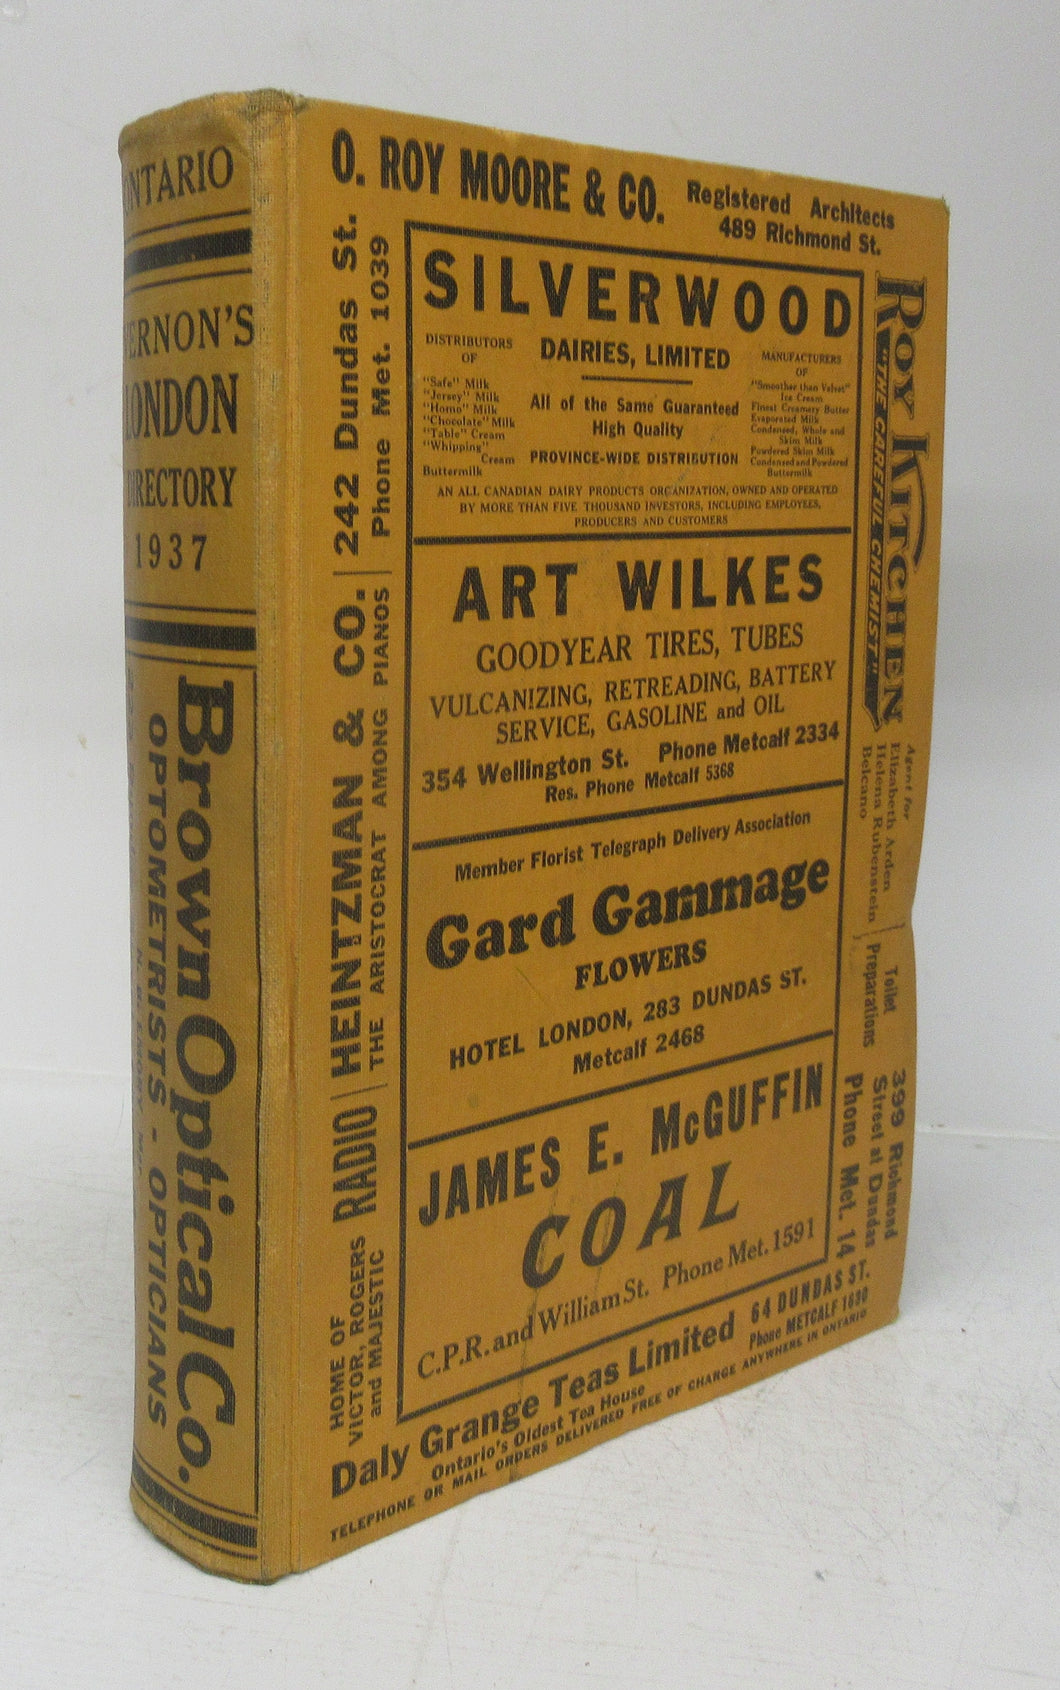 ONTARIO
VERNON'S
LONDON
DIRECTORY
1937
Brown Optical Co.
OPTOMETRISTS - OPTICIANS
O. ROY MOORE & CO.
Registered Architects
489 Richmond St.
RADIO | HEINTZMAN & CO. | 242 Dundas St.
HOME OF
VICTOR, ROGERS
and MAJESTIC
THE ARISTOCRAT AMONG PIANOS
Phone Met. 1039
SILVERWOOD
DAIRIES, LIMITED
DISTRIBUTORS
OF
"Safe" Milk
"Jersey" Milk
"Homo" Milk
"Chocolate" Milk
"Table" Cream
"Whipping"
Cream
Buttermilk
All of the Same Guaranteed
High Quality
PROVINCE-WIDE DISTRIBUTION
MANUFACTURERS
OF
"Smoother than Velvet"
Ice Cream
Finest Creamery Butter
Evaporated Milk
Condensed, Whole and
Skim Milk
Powdered Skim Milk
Condensed and Powdered
Buttermilk
AN ALL CANADIAN DAIRY PRODUCTS ORGANIZATION, OWNED AND OPERATED
BY MORE THAN FIVE THOUSAND INVESTORS, INCLUDING EMPLOYEES,
PRODUCERS AND CUSTOMERS
ART WILKES
GOODYEAR TIRES, TUBES
VULCANIZING, RETREADING, BATTERY
SERVICE, GASOLINE and OIL
354 Wellington St. Phone Metcalf 2334
Res. Phone Metcalf 5368
Member Florist Telegraph Delivery Association
Gard Gammage
FLOWERS
HOTEL LONDON, 283 DUNDAS ST.
Metcalf 2468
JAMES E. McGUFFIN
COAL
C.P.R. and William St. Phone Met. 1591
ROY KITCHEN
"THE CAREFUL CHEMIST"
Agent for
Elizabeth Arden
Helena Rubenstein
Belcano
Toilet
Preparations
399 Richmond
Street at Dundas
Phone Met. 14
Daly Grange Teas Limited
64 DUNDAS ST.
Phone METCALF 1680
Ontario's Oldest Tea House
TELEPHONE OR MAIL ORDERS DELIVERED FREE OF CHARGE ANYWHERE IN ONTARIO